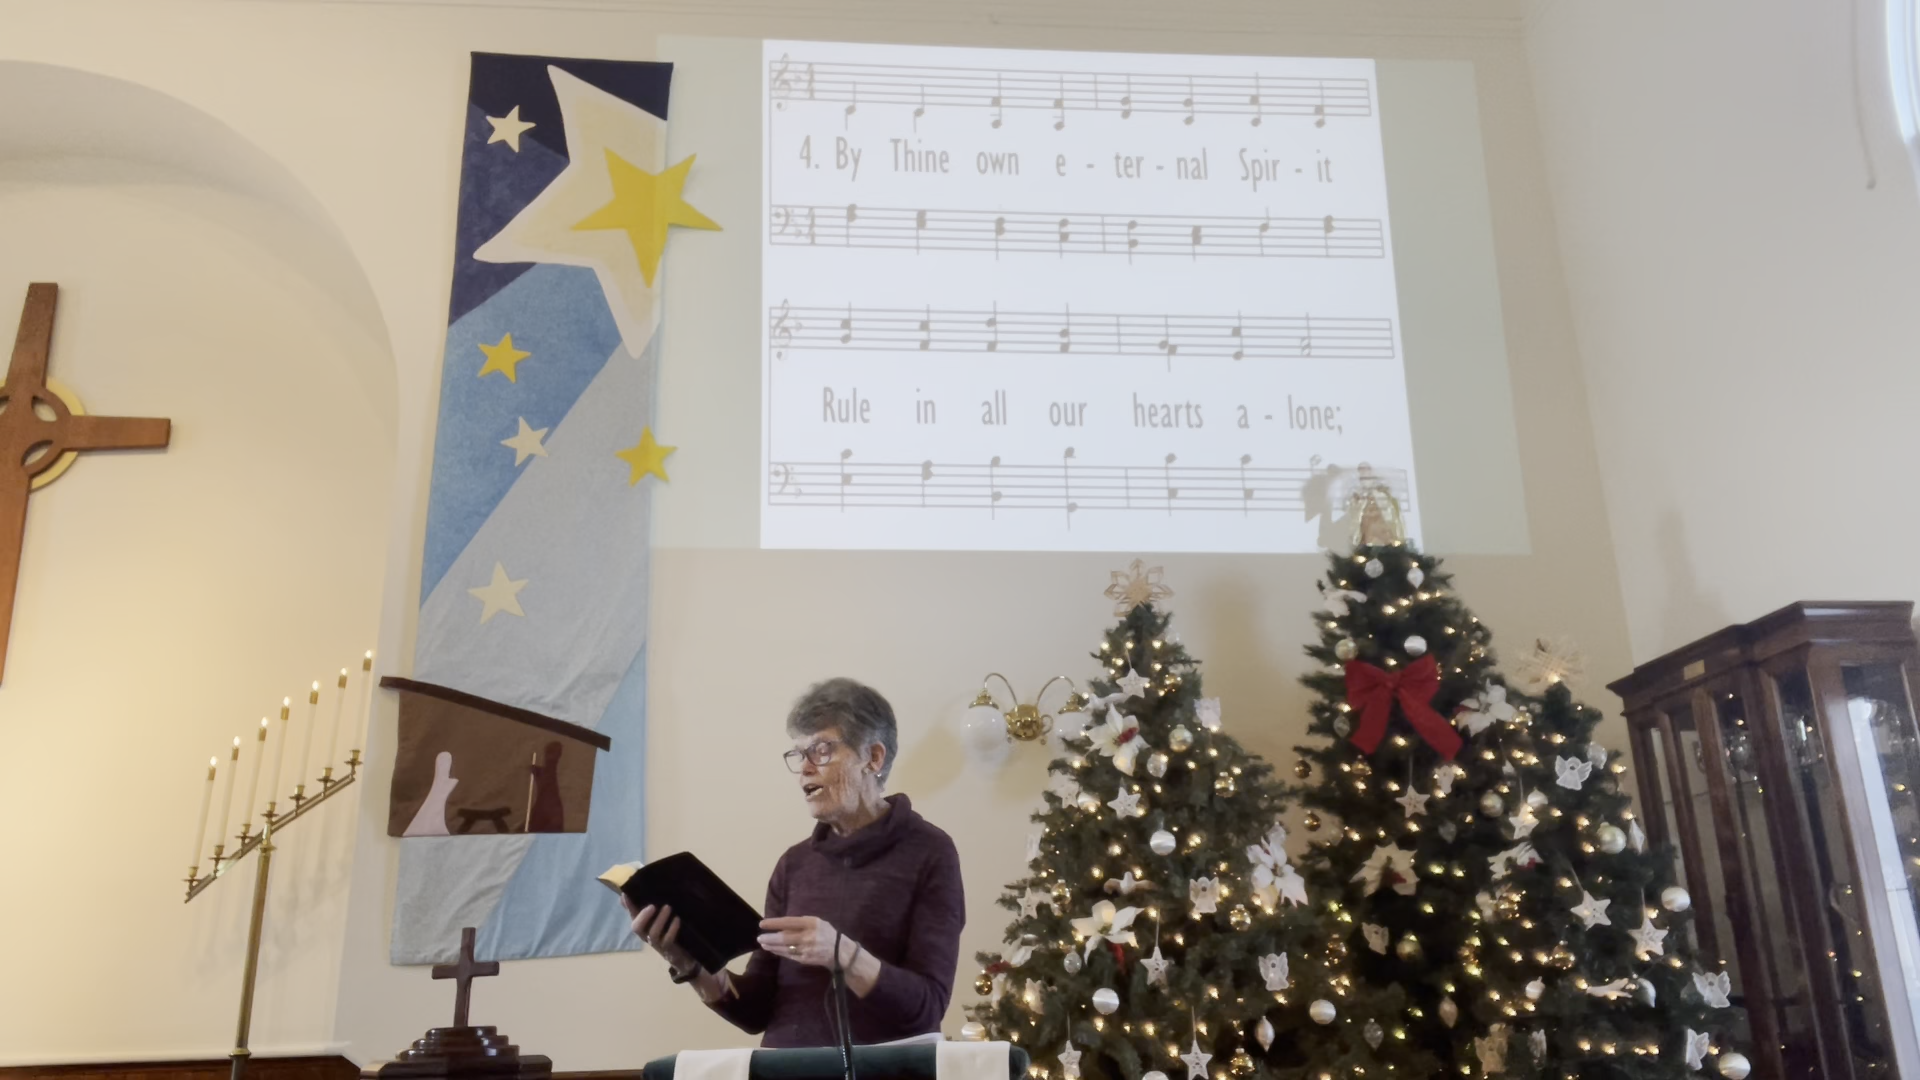 4. By Thine own e - ter - nal Spir - it
Rule in all our hearts a - lone;